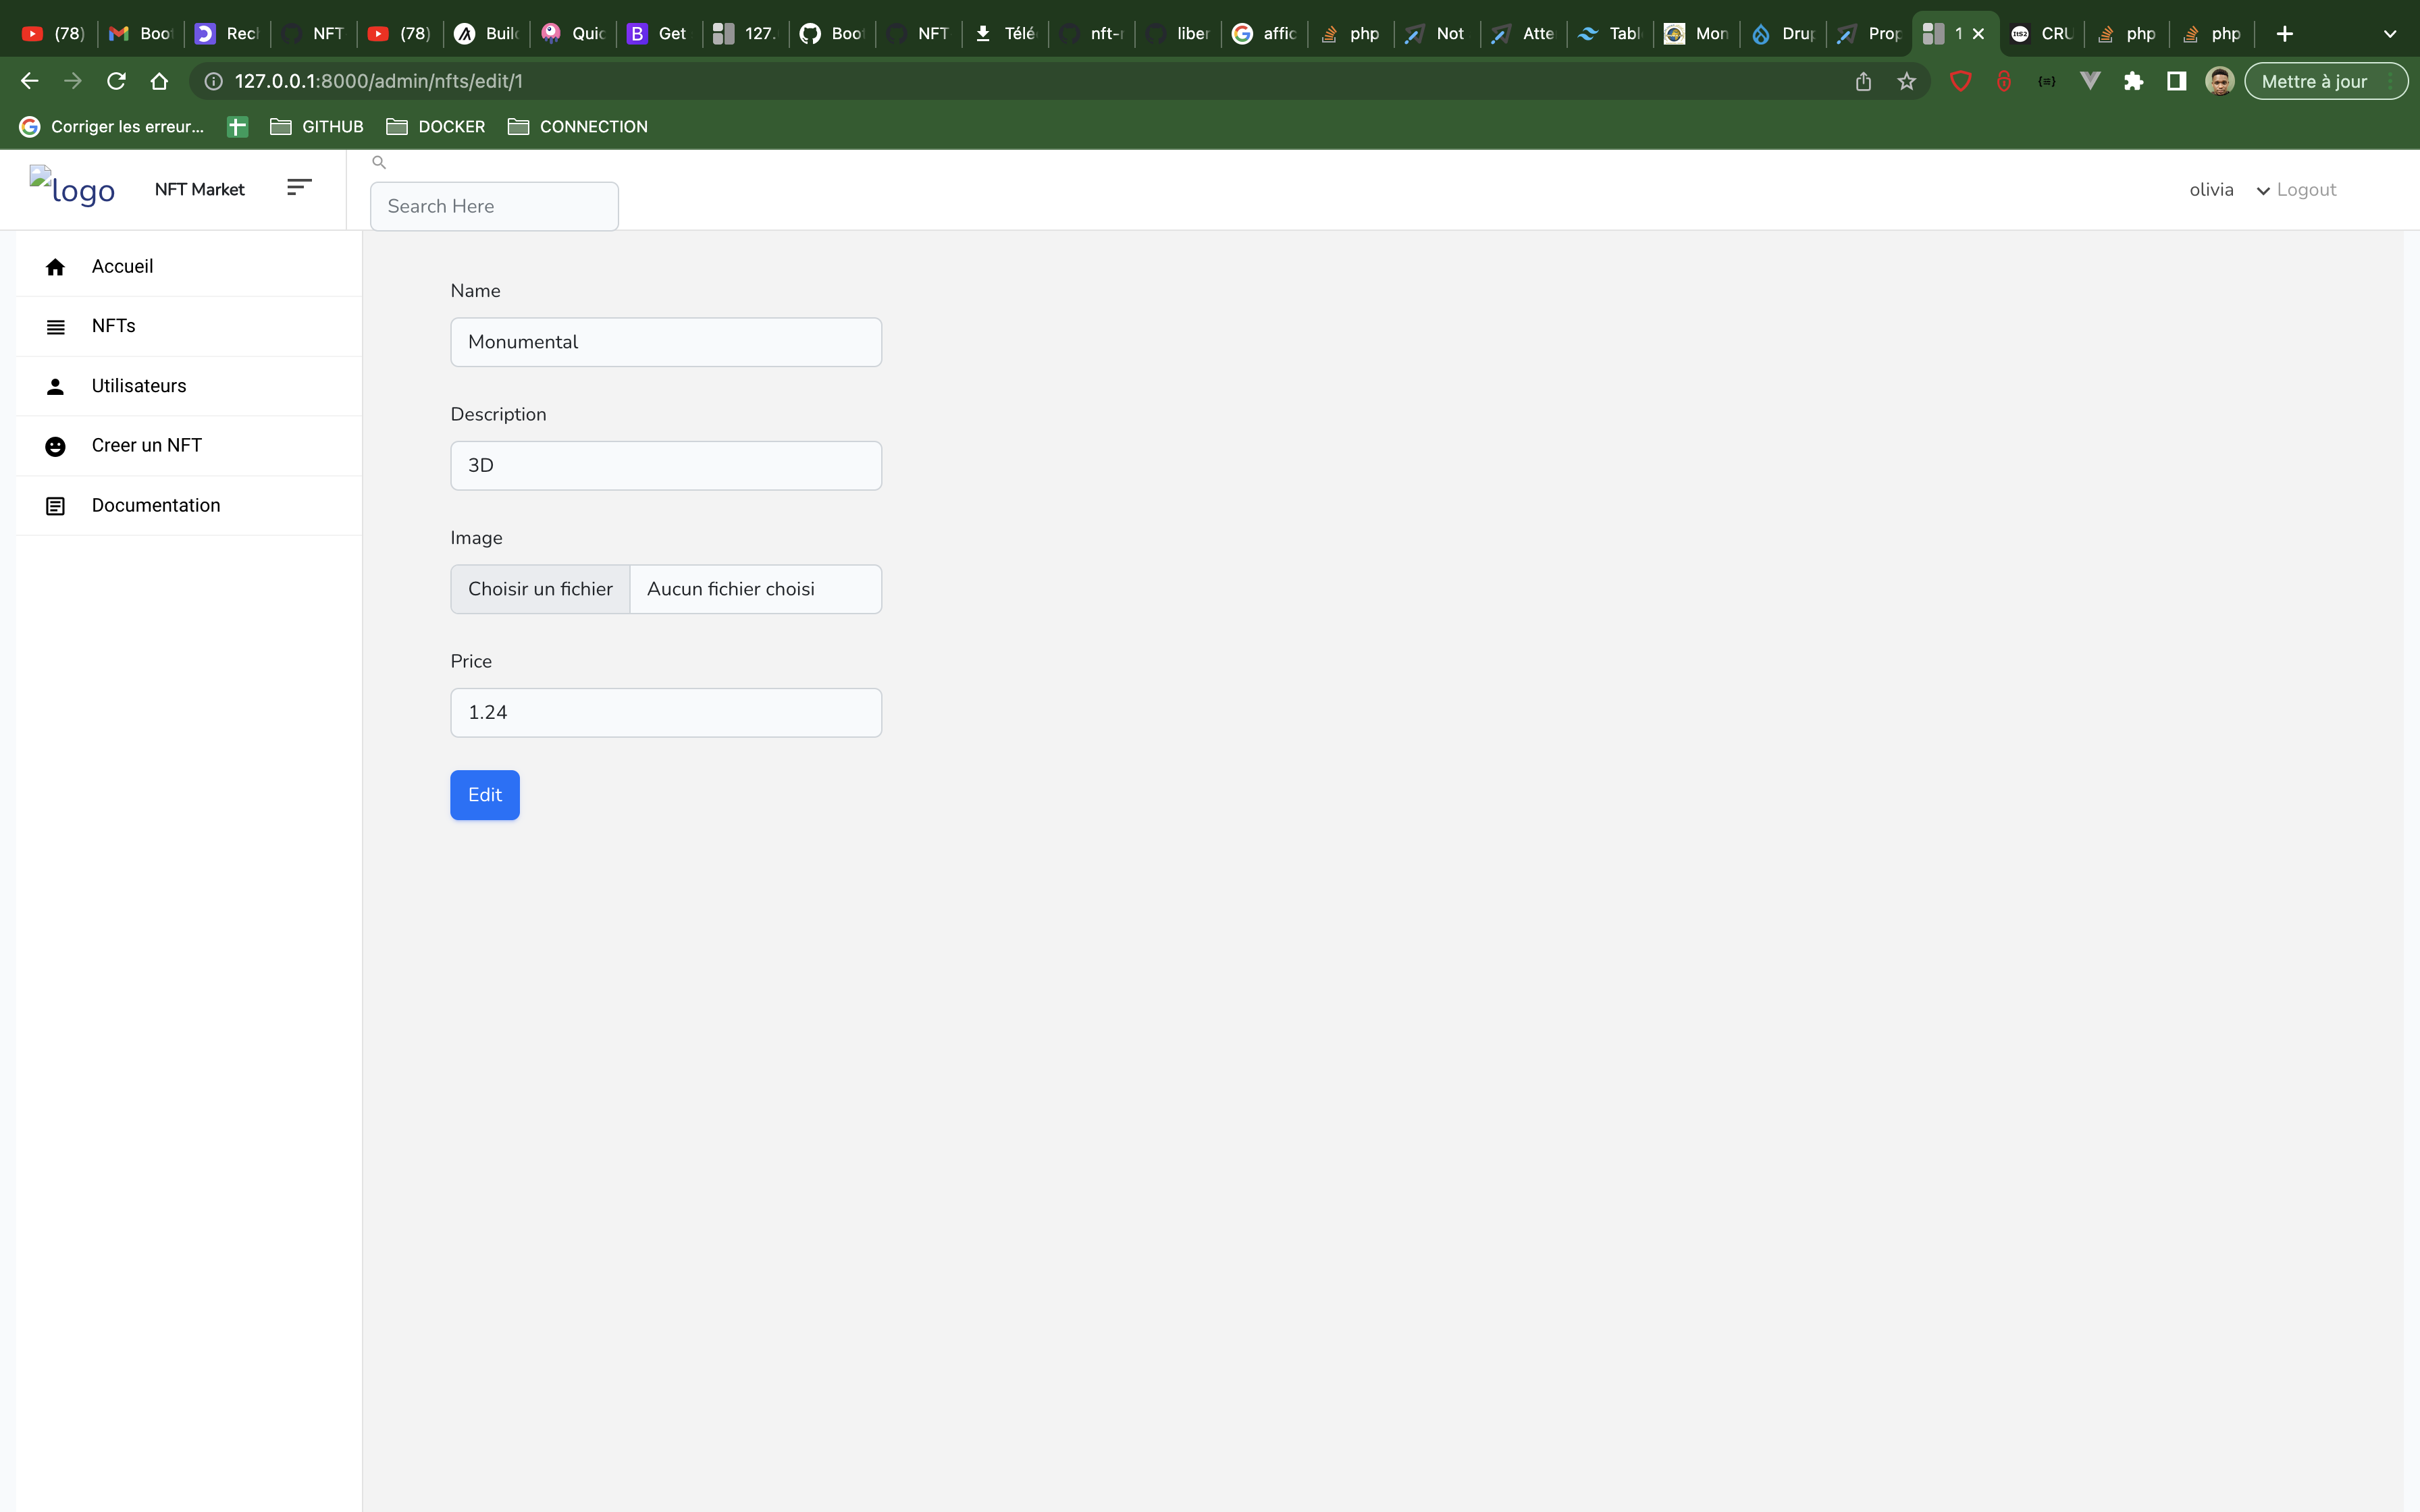 (78)
Boo
Recl
NFT
(78)
Build
Quic
Get
127.
Boo
NFT
Télé
nft-r
liber
affic
php
Not
Atte
Tabl
Mon
Drup
Prop
1
CRU
php
php
127.0.0.1:8000/admin/nfts/edit/1
Mettre à jour
Corriger les erreur...
GITHUB
DOCKER
CONNECTION
logo
NFT Market
Search Here
olivia
Logout
Accueil
NFTs
Utilisateurs
Creer un NFT
Documentation
Name
Monumental
Description
3D
Image
Choisir un fichier
Aucun fichier choisi
Price
1.24
Edit